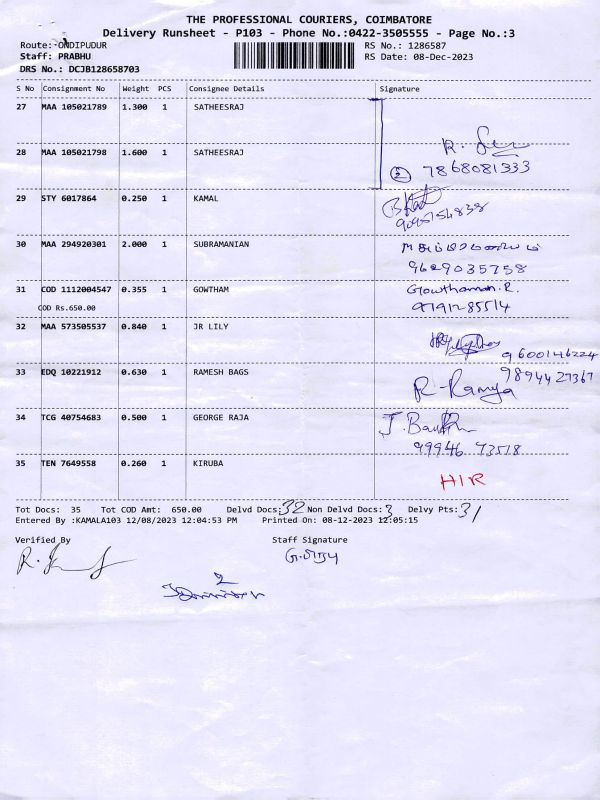 THE PROFESSIONAL COURIERS, COIMBATORE
Delivery Runsheet - P103 - Phone No.:0422-3505555 - Page No.:3
Route:-ONDIPUDUR RS No.: 1286587
Staff: PRABHU RS Date: 08-Dec-2023
DRS No.: DCJB128658703
S No Consignment No Weight PCS Consignee Details Signature
27 MAA 105021789 1.300 1 SATHEESRAJ
28 MAA 105021798 1.600 1 SATHEESRAJ R.
2 7868081333
29 STY 6017864 0.250 1 KAMAL
30 MAA 294920301 2.000 1 SUBRAMANIAN
9629035758
31 COD 1112004547 0.355 1 GOWTHAM Gowthaman.R.
COD Rs.650.00 9791285514
32 MAA 573505537 0.840 1 JR LILY
9600146224
33 EDQ 10221912 0.630 1 RAMESH BAGS 9894427367
R-Ramya
34 TCG 40754683 0.500 1 GEORGE RAJA J.
99946 73518
35 TEN 7649558 0.260 1 KIRUBA HIR
Tot Docs: 35 Tot COD Amt: 650.00 Delvd Docs:32 Non Delvd Docs:3 Delvy Pts:31
Entered By :KAMALA103 12/08/2023 12:04:53 PM Printed On: 08-12-2023 12:05:15
Verified By Staff Signature
R.
2